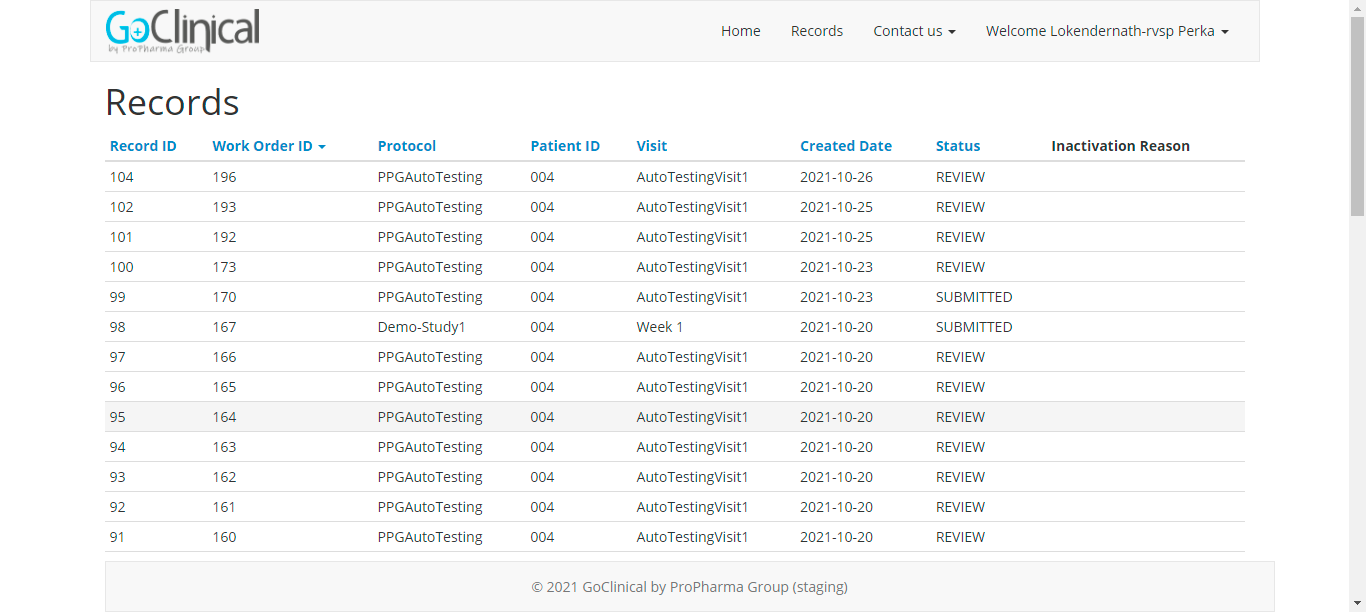 GoClinical
by ProPharma Group
Home Records Contact us Welcome Lokendernath-rvsp Perka
Records
Record ID Work Order ID Protocol Patient ID Visit Created Date Status Inactivation Reason
104 196 PPGAutoTesting 004 AutoTestingVisit1 2021-10-26 REVIEW
102 193 PPGAutoTesting 004 AutoTestingVisit1 2021-10-25 REVIEW
101 192 PPGAutoTesting 004 AutoTestingVisit1 2021-10-25 REVIEW
100 173 PPGAutoTesting 004 AutoTestingVisit1 2021-10-23 REVIEW
99 170 PPGAutoTesting 004 AutoTestingVisit1 2021-10-23 SUBMITTED
98 167 Demo-Study1 004 Week 1 2021-10-20 SUBMITTED
97 166 PPGAutoTesting 004 AutoTestingVisit1 2021-10-20 REVIEW
96 165 PPGAutoTesting 004 AutoTestingVisit1 2021-10-20 REVIEW
95 164 PPGAutoTesting 004 AutoTestingVisit1 2021-10-20 REVIEW
94 163 PPGAutoTesting 004 AutoTestingVisit1 2021-10-20 REVIEW
93 162 PPGAutoTesting 004 AutoTestingVisit1 2021-10-20 REVIEW
92 161 PPGAutoTesting 004 AutoTestingVisit1 2021-10-20 REVIEW
91 160 PPGAutoTesting 004 AutoTestingVisit1 2021-10-20 REVIEW
© 2021 GoClinical by ProPharma Group (staging)